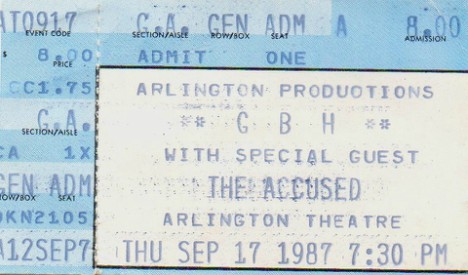 AT0917 G.A. GEN ADM A 8.00
EVENT CODE SECTION/AISLE ROW/BOX SEAT ADMISSION
$ 8.00 ADMIT ONE
PRICE
CC1.75 ARLINGTON PRODUCTIONS
G.A. ** G B H **
SECTION/AISLE
CA 1X WITH SPECIAL GUEST
ROW/BOX SEAT
GEN ADM THE ACCUSED
OKN2105 ARLINGTON THEATRE
A12SEP7 THU SEP 17 1987 7:30 PM